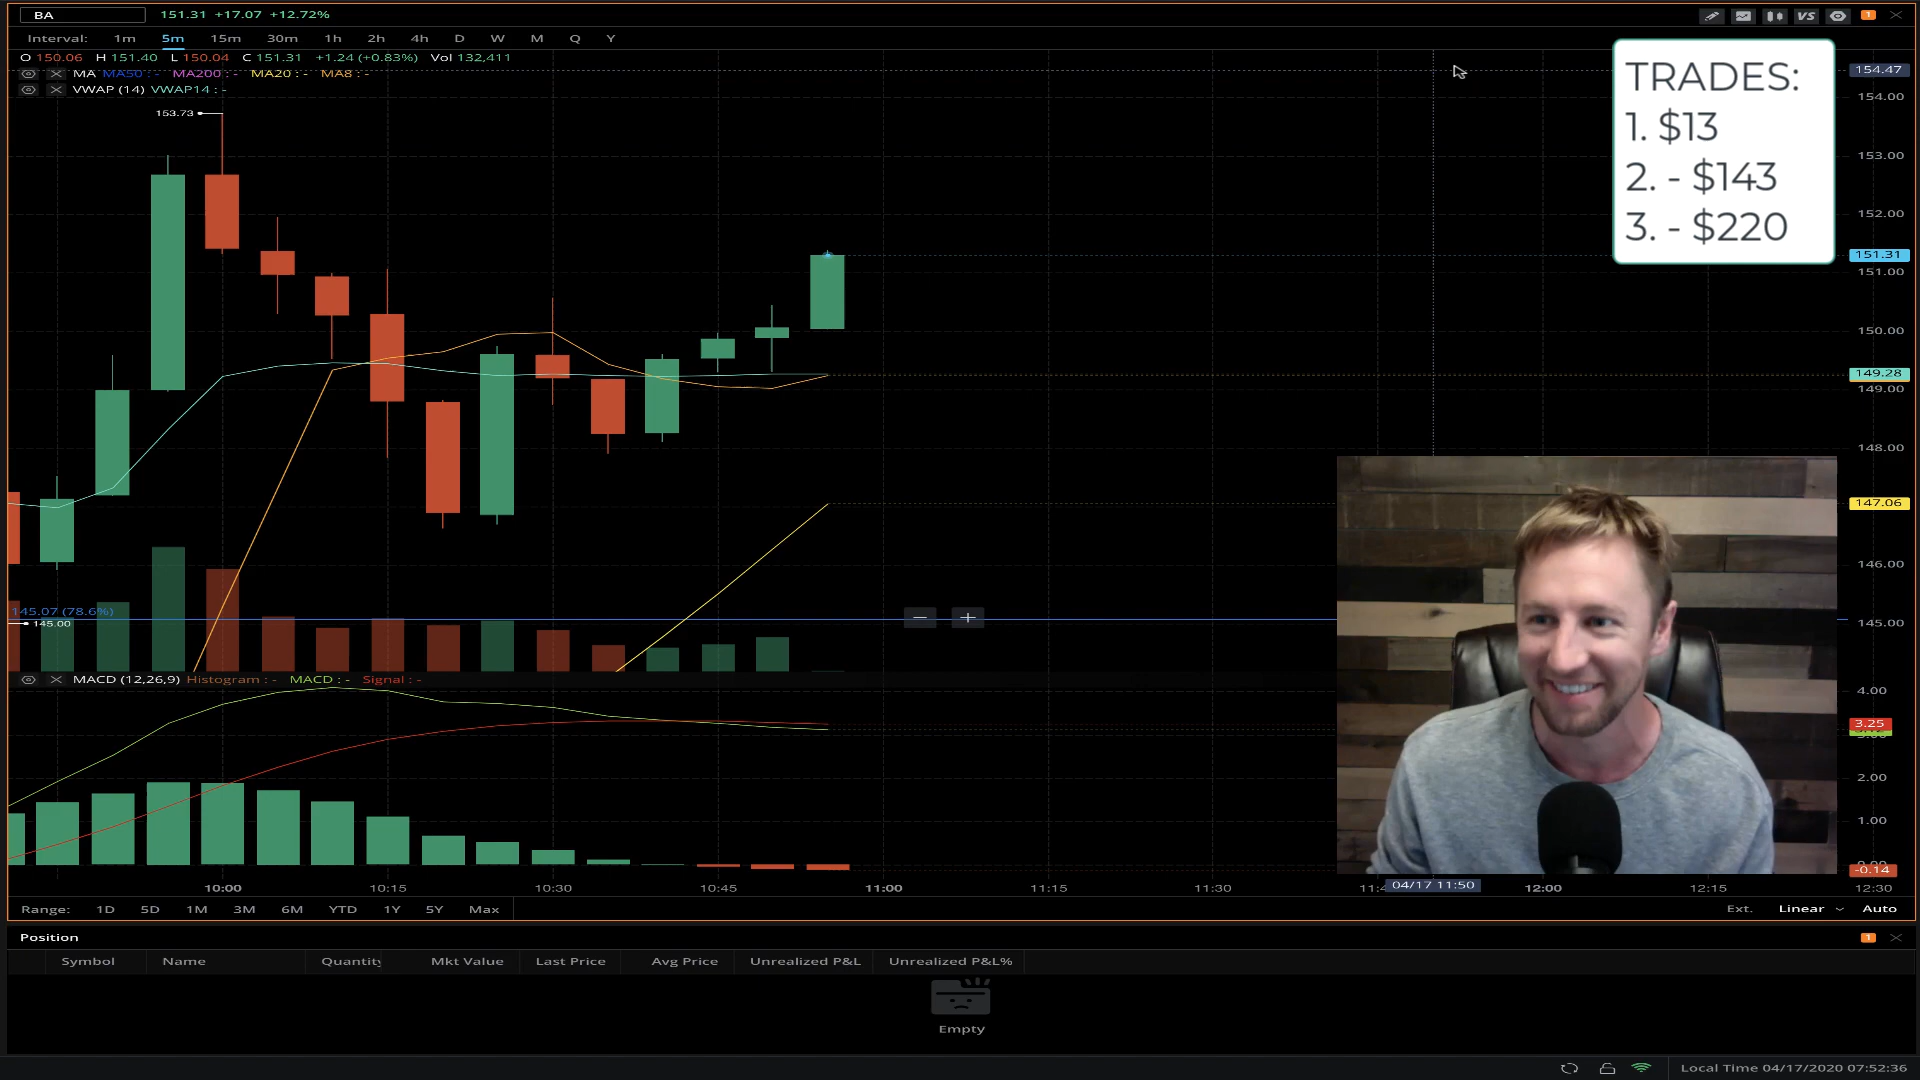 BA 151.31 +17.07 +12.72% VS 1
Interval: 1m 5m 15m 30m 1h 2h 4h D W M Q Y
O 150.06 H 151.40 L 150.04 C 151.31 +1.24 (+0.83%) Vol 132,411
MA MA50 : - MA200 : - MA20 : - MA8 : -
VWAP (14) VWAP14 : -
TRADES:
1. $13
2. - $143
3. - $220
153.73
154.47
154.00
153.00
152.00
151.31
151.00
150.00
149.28
149.00
148.00
147.06
146.00
145.07 (78.6%)
145.00
145.00
MACD (12,26,9) Histogram : - MACD : - Signal : -
4.00
3.25
2.00
1.00
-0.14
10:00 10:15 10:30 10:45 11:00 11:15 11:30 11:4 04/17 11:50 12:00 12:15 12:30
Range: 1D 5D 1M 3M 6M YTD 1Y 5Y Max Ext. Linear Auto
Position 1
Symbol Name Quantity Mkt Value Last Price Avg Price Unrealized P&L Unrealized P&L%
Empty
Local Time 04/17/2020 07:52:36